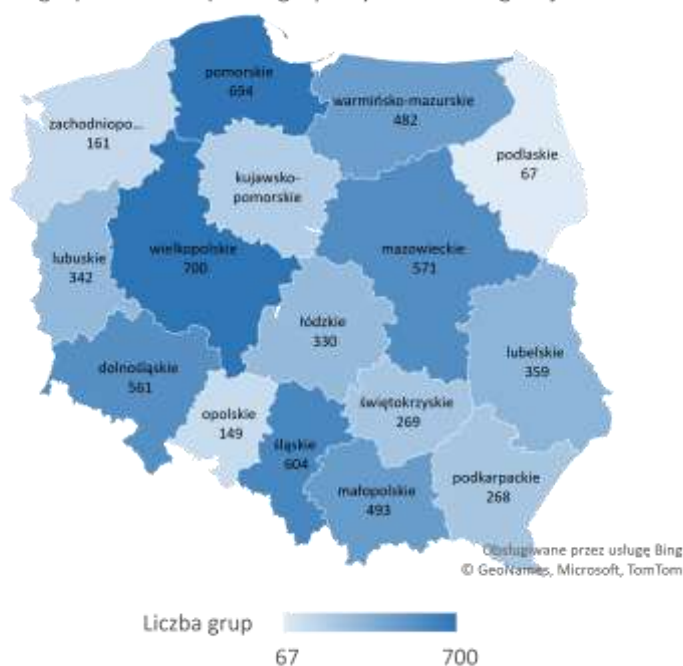 pomorskie
694
warmińsko-mazurskie
482
zachodniopo...
161
podlaskie
67
kujawsko-
pomorskie
wielkopolskie
700
mazowieckie
571
lubuskie
342
łódzkie
330
lubelskie
359
dolnośląskie
561
opolskie
149
świętokrzyskie
269
śląskie
604
podkarpackie
268
małopolskie
493
Obsługiwane przez usługę Bing
© GeoNames, Microsoft, TomTom
Liczba grup
67
700